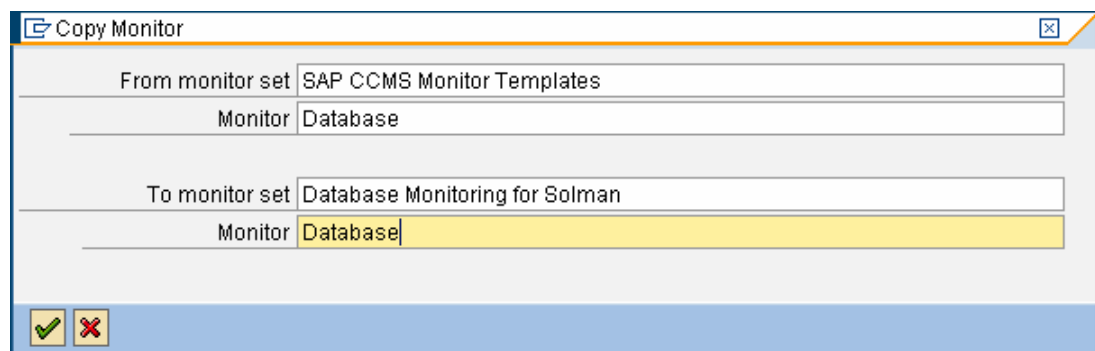 Copy Monitor
From monitor set SAP CCMS Monitor Templates
Monitor Database
To monitor set Database Monitoring for Solman
Monitor Database